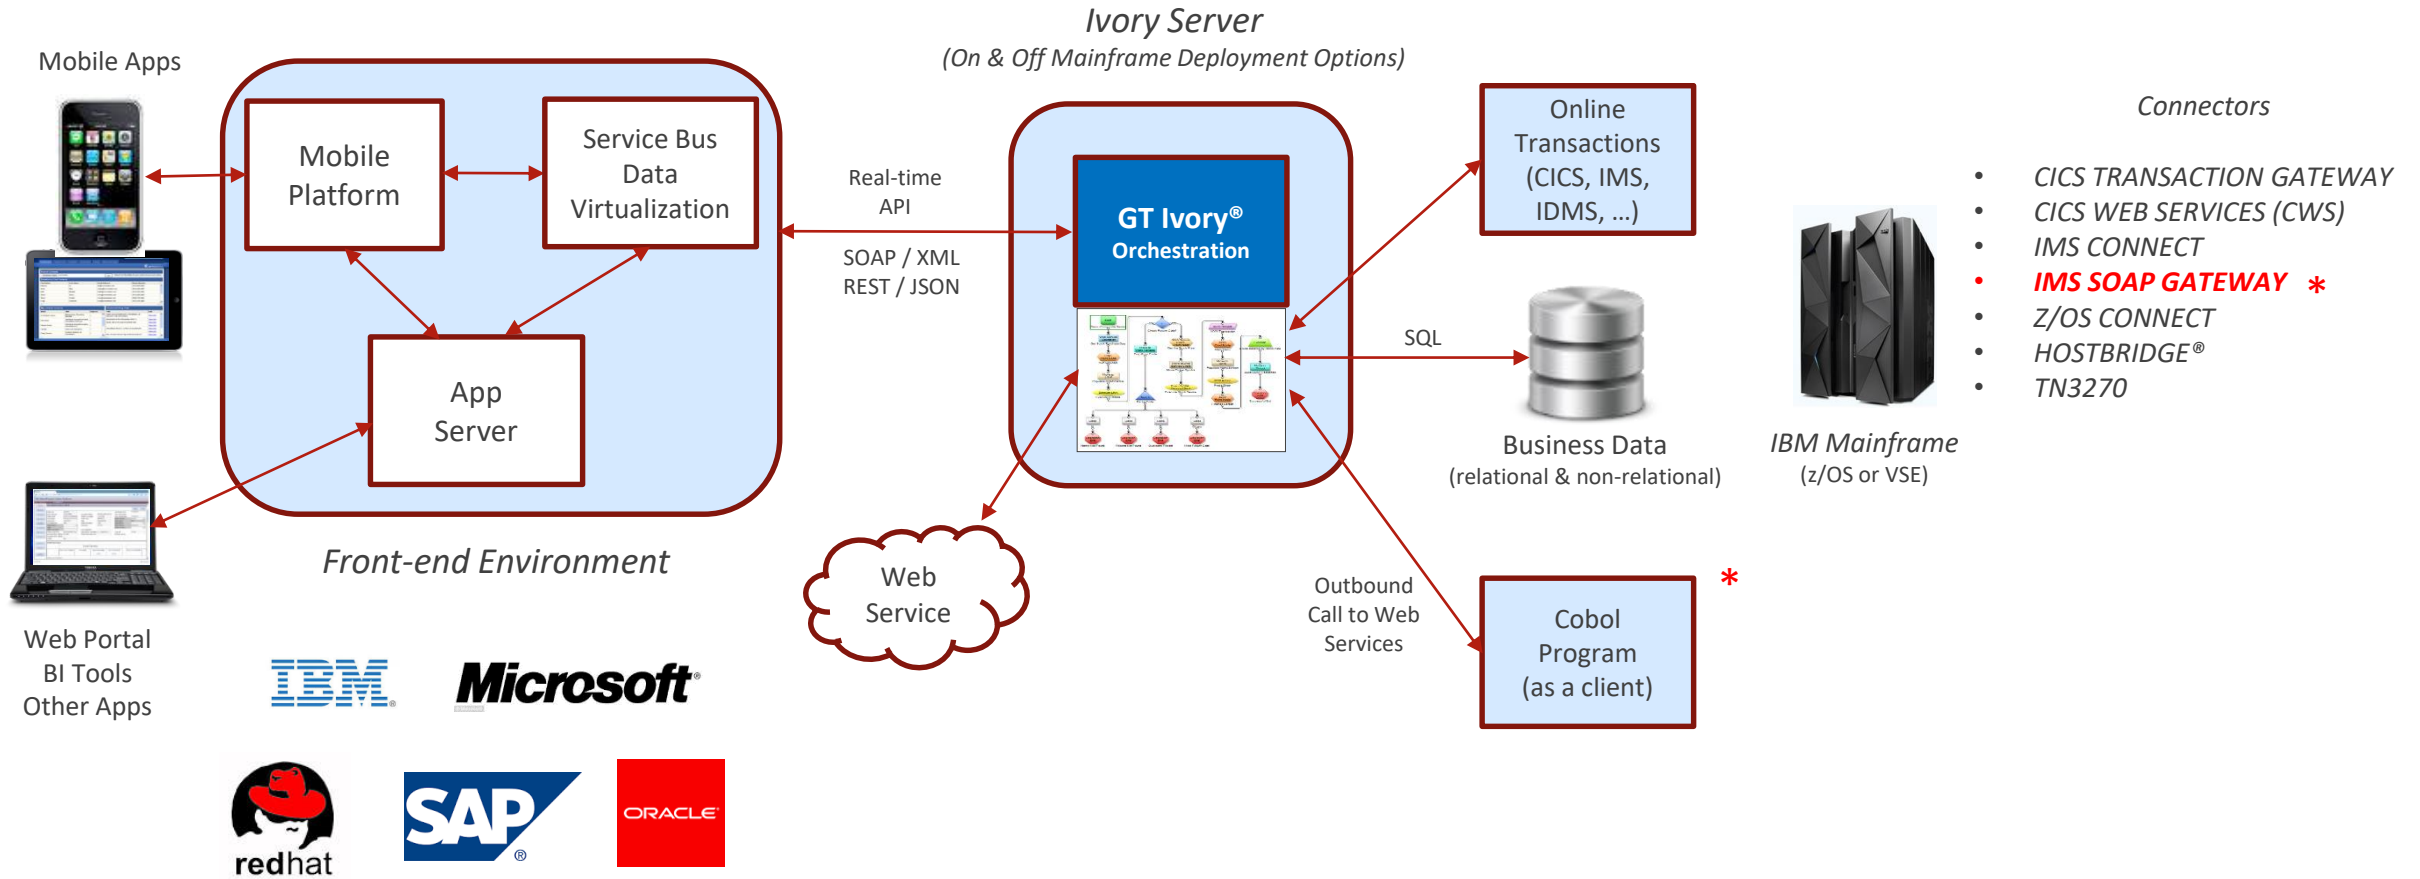 Ivory Server
(On & Off Mainframe Deployment Options)
Mobile Apps
Mobile
Platform
Service Bus
Data
Virtualization
App
Server
Front-end Environment
Web Portal
BI Tools
Other Apps
IBM®
Microsoft®
redhat
SAP®
ORACLE®
Real-time
API
SOAP / XML
REST / JSON
GT Ivory®
Orchestration
Web
Service
Online
Transactions
(CICS, IMS,
IDMS, ...)
SQL
Business Data
(relational & non-relational)
Outbound
Call to Web
Services
Cobol
Program
(as a client)
*
IBM Mainframe
(z/OS or VSE)
Connectors
• CICS TRANSACTION GATEWAY
• CICS WEB SERVICES (CWS)
• IMS CONNECT
• IMS SOAP GATEWAY *
• Z/OS CONNECT
• HOSTBRIDGE®
• TN3270